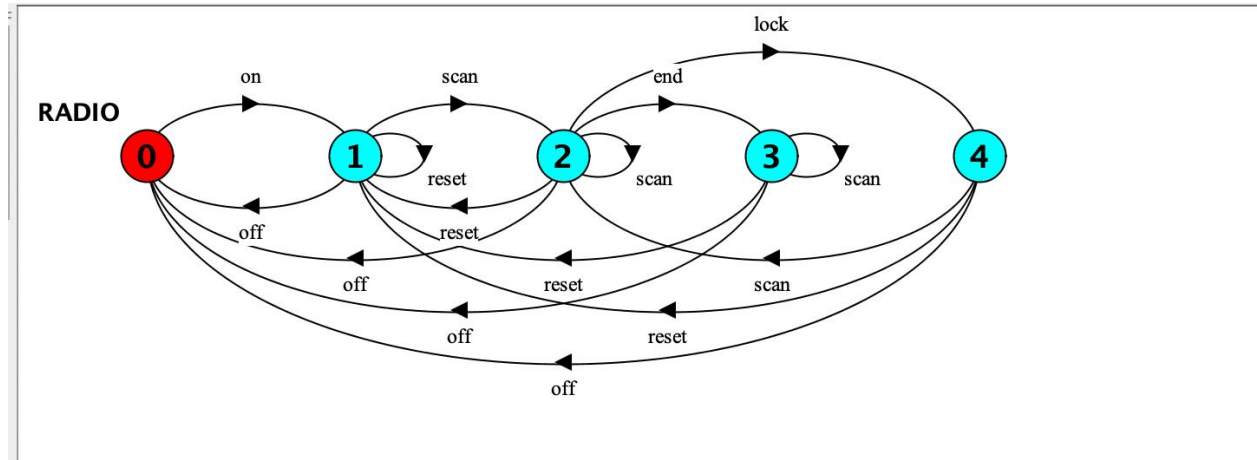 lock
on
scan
end
RADIO
0
1
2
3
4
reset
scan
scan
off
reset
off
reset
scan
off
reset
off